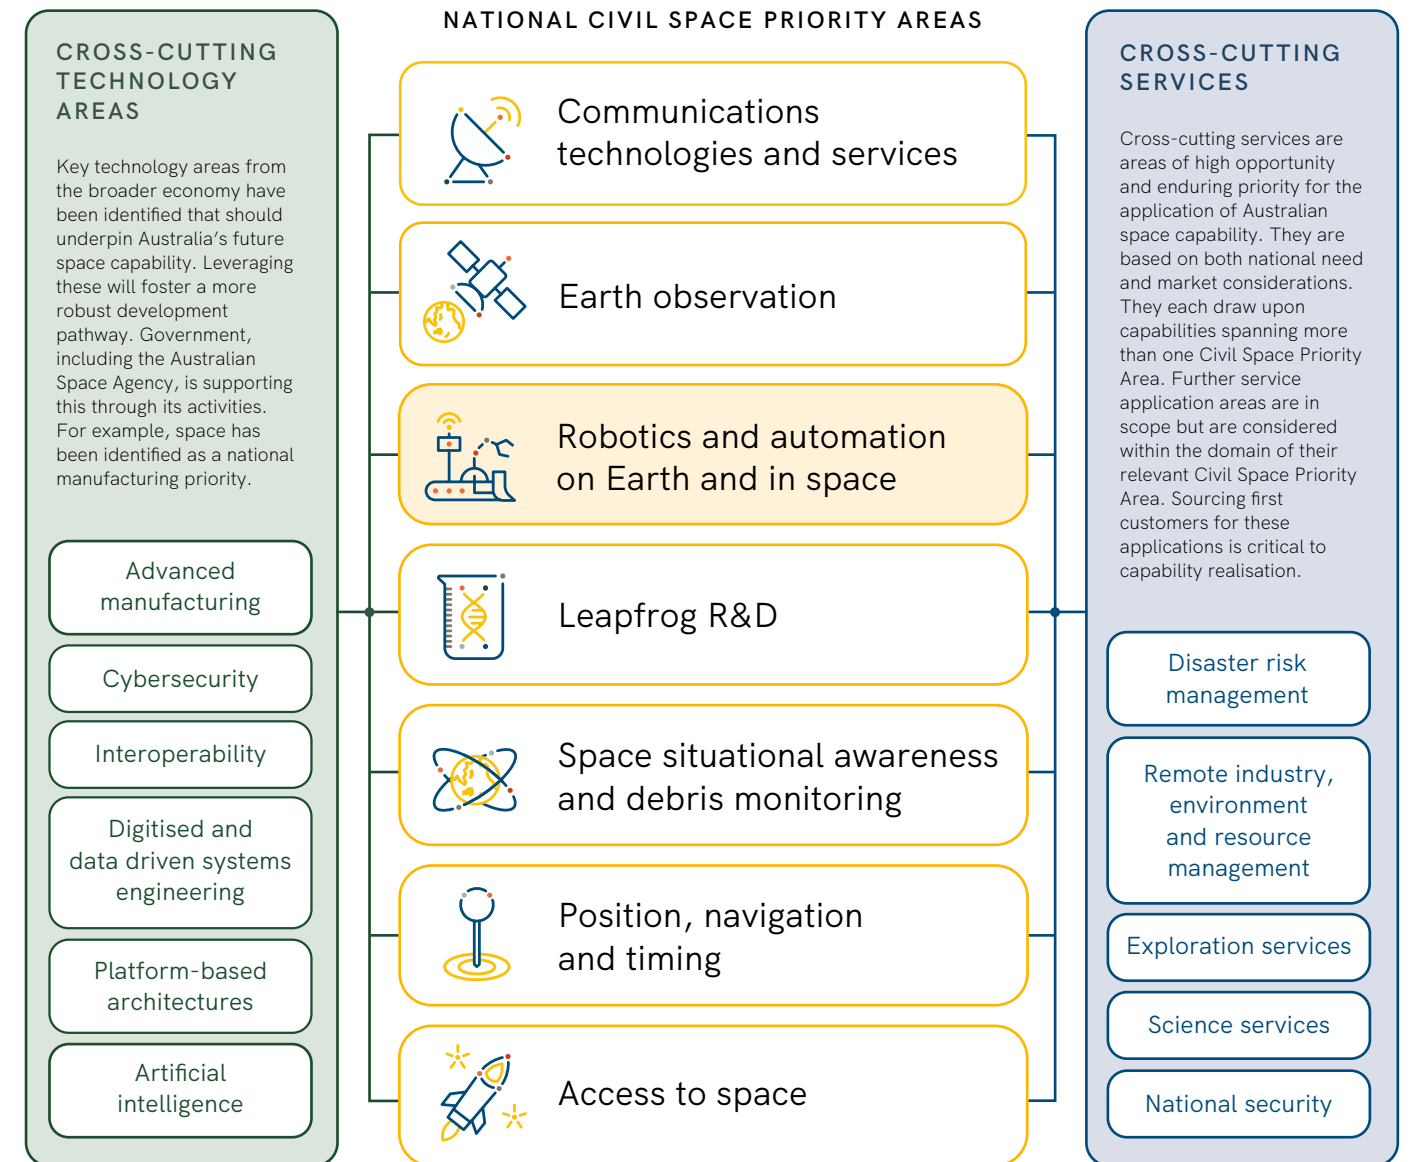 NATIONAL CIVIL SPACE PRIORITY AREAS
CROSS-CUTTING
TECHNOLOGY
AREAS
Key technology areas from
the broader economy have
been identified that should
underpin Australia’s future
space capability. Leveraging
these will foster a more
robust development
pathway. Government,
including the Australian
Space Agency, is supporting
this through its activities.
For example, space has
been identified as a national
manufacturing priority.
Advanced
manufacturing
Cybersecurity
Interoperability
Digitised and
data driven systems
engineering
Platform-based
architectures
Artificial
intelligence
Communications
technologies and services
Earth observation
Robotics and automation
on Earth and in space
Leapfrog R&D
Space situational awareness
and debris monitoring
Position, navigation
and timing
Access to space
CROSS-CUTTING
SERVICES
Cross-cutting services are
areas of high opportunity
and enduring priority for the
application of Australian
space capability. They are
based on both national need
and market considerations.
They each draw upon
capabilities spanning more
than one Civil Space Priority
Area. Further service
application areas are in
scope but are considered
within the domain of their
relevant Civil Space Priority
Area. Sourcing first
customers for these
applications is critical to
capability realisation.
Disaster risk
management
Remote industry,
environment
and resource
management
Exploration services
Science services
National security